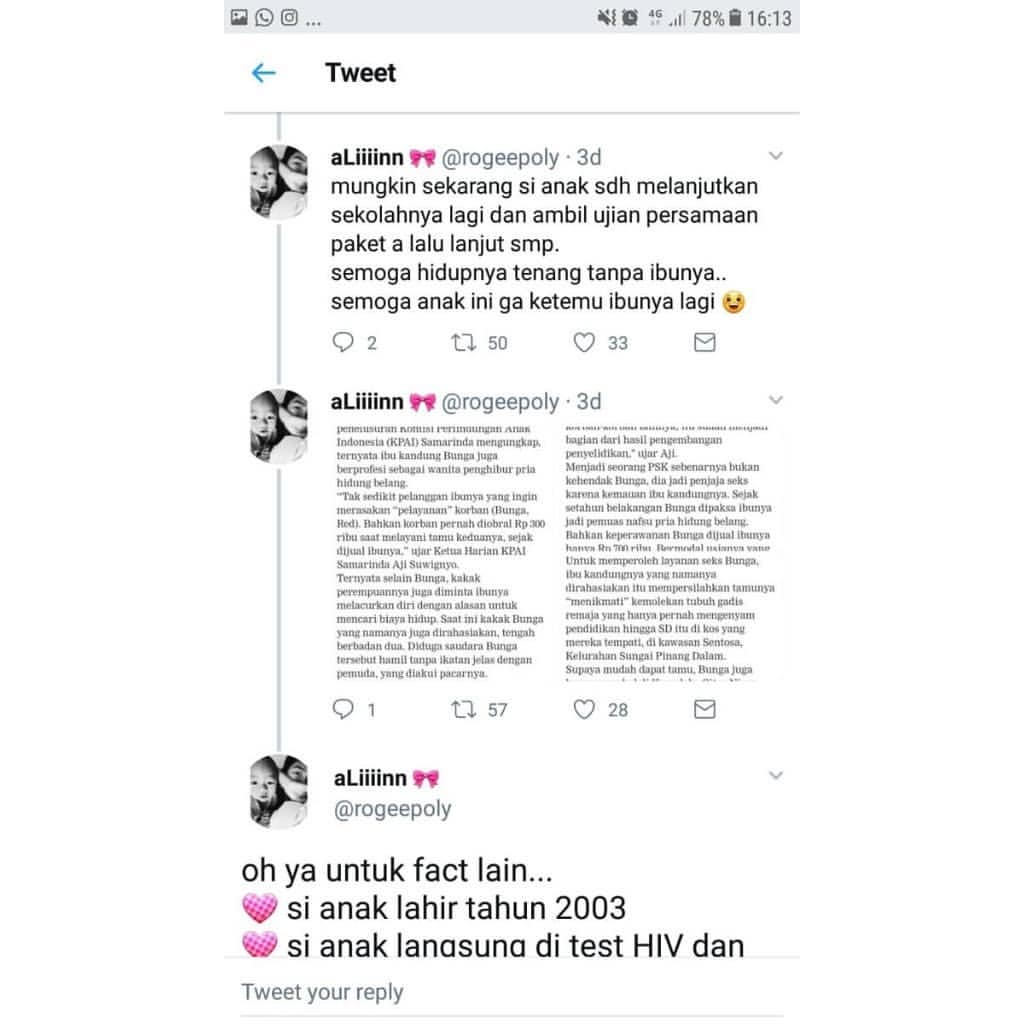 ... 4G 78% 16:13
Tweet
aLiiiinn @rogeepoly · 3d
mungkin sekarang si anak sdh melanjutkan
sekolahnya lagi dan ambil ujian persamaan
paket a lalu lanjut smp.
semoga hidupnya tenang tanpa ibunya..
semoga anak ini ga ketemu ibunya lagi 😉
2 50 33
aLiiiinn @rogeepoly · 3d
penelusuran Komisi Perlindungan Anak
Indonesia (KPAI) Samarinda mengungkap,
ternyata ibu kandung Bunga juga
berprofesi sebagai wanita penghibur pria
hidung belang.
“Tak sedikit pelanggan ibunya yang ingin
merasakan “pelayanan” korban (Bunga,
Red). Bahkan korban pernah diobral Rp 300
ribu saat melayani tamu keduanya, sejak
dijual ibunya,” ujar Ketua Harian KPAI
Samarinda Aji Suwignyo.
Ternyata selain Bunga, kakak
perempuannya juga diminta ibunya
melacurkan diri dengan alasan untuk
mencari biaya hidup. Saat ini kakak Bunga
yang namanya juga dirahasiakan, tengah
berbadan dua. Diduga saudara Bunga
tersebut hamil tanpa ikatan jelas dengan
pemuda, yang diakui pacarnya.
bagian dari hasil pengembangan
penyelidikan,” ujar Aji.
Menjadi seorang PSK sebenarnya bukan
kehendak Bunga, dia jadi penjaja seks
karena kemauan ibu kandungnya. Sejak
setahun belakangan Bunga dipaksa ibunya
jadi pemuas nafsu pria hidung belang.
Bahkan keperawanan Bunga dijual ibunya
hanya Rp 700 ribu. Bermodal usianya yang
Untuk memperoleh layanan seks Bunga,
ibu kandungnya yang namanya
dirahasiakan itu mempersilahkan tamunya
“menikmati” kemolekan tubuh gadis
remaja yang hanya pernah mengenyam
pendidikan hingga SD itu di kos yang
mereka tempati, di kawasan Sentosa,
Kelurahan Sungai Pinang Dalam.
Supaya mudah dapat tamu, Bunga juga
1 57 28
aLiiiinn
@rogeepoly
oh ya untuk fact lain...
si anak lahir tahun 2003
si anak langsung di test HIV dan
Tweet your reply